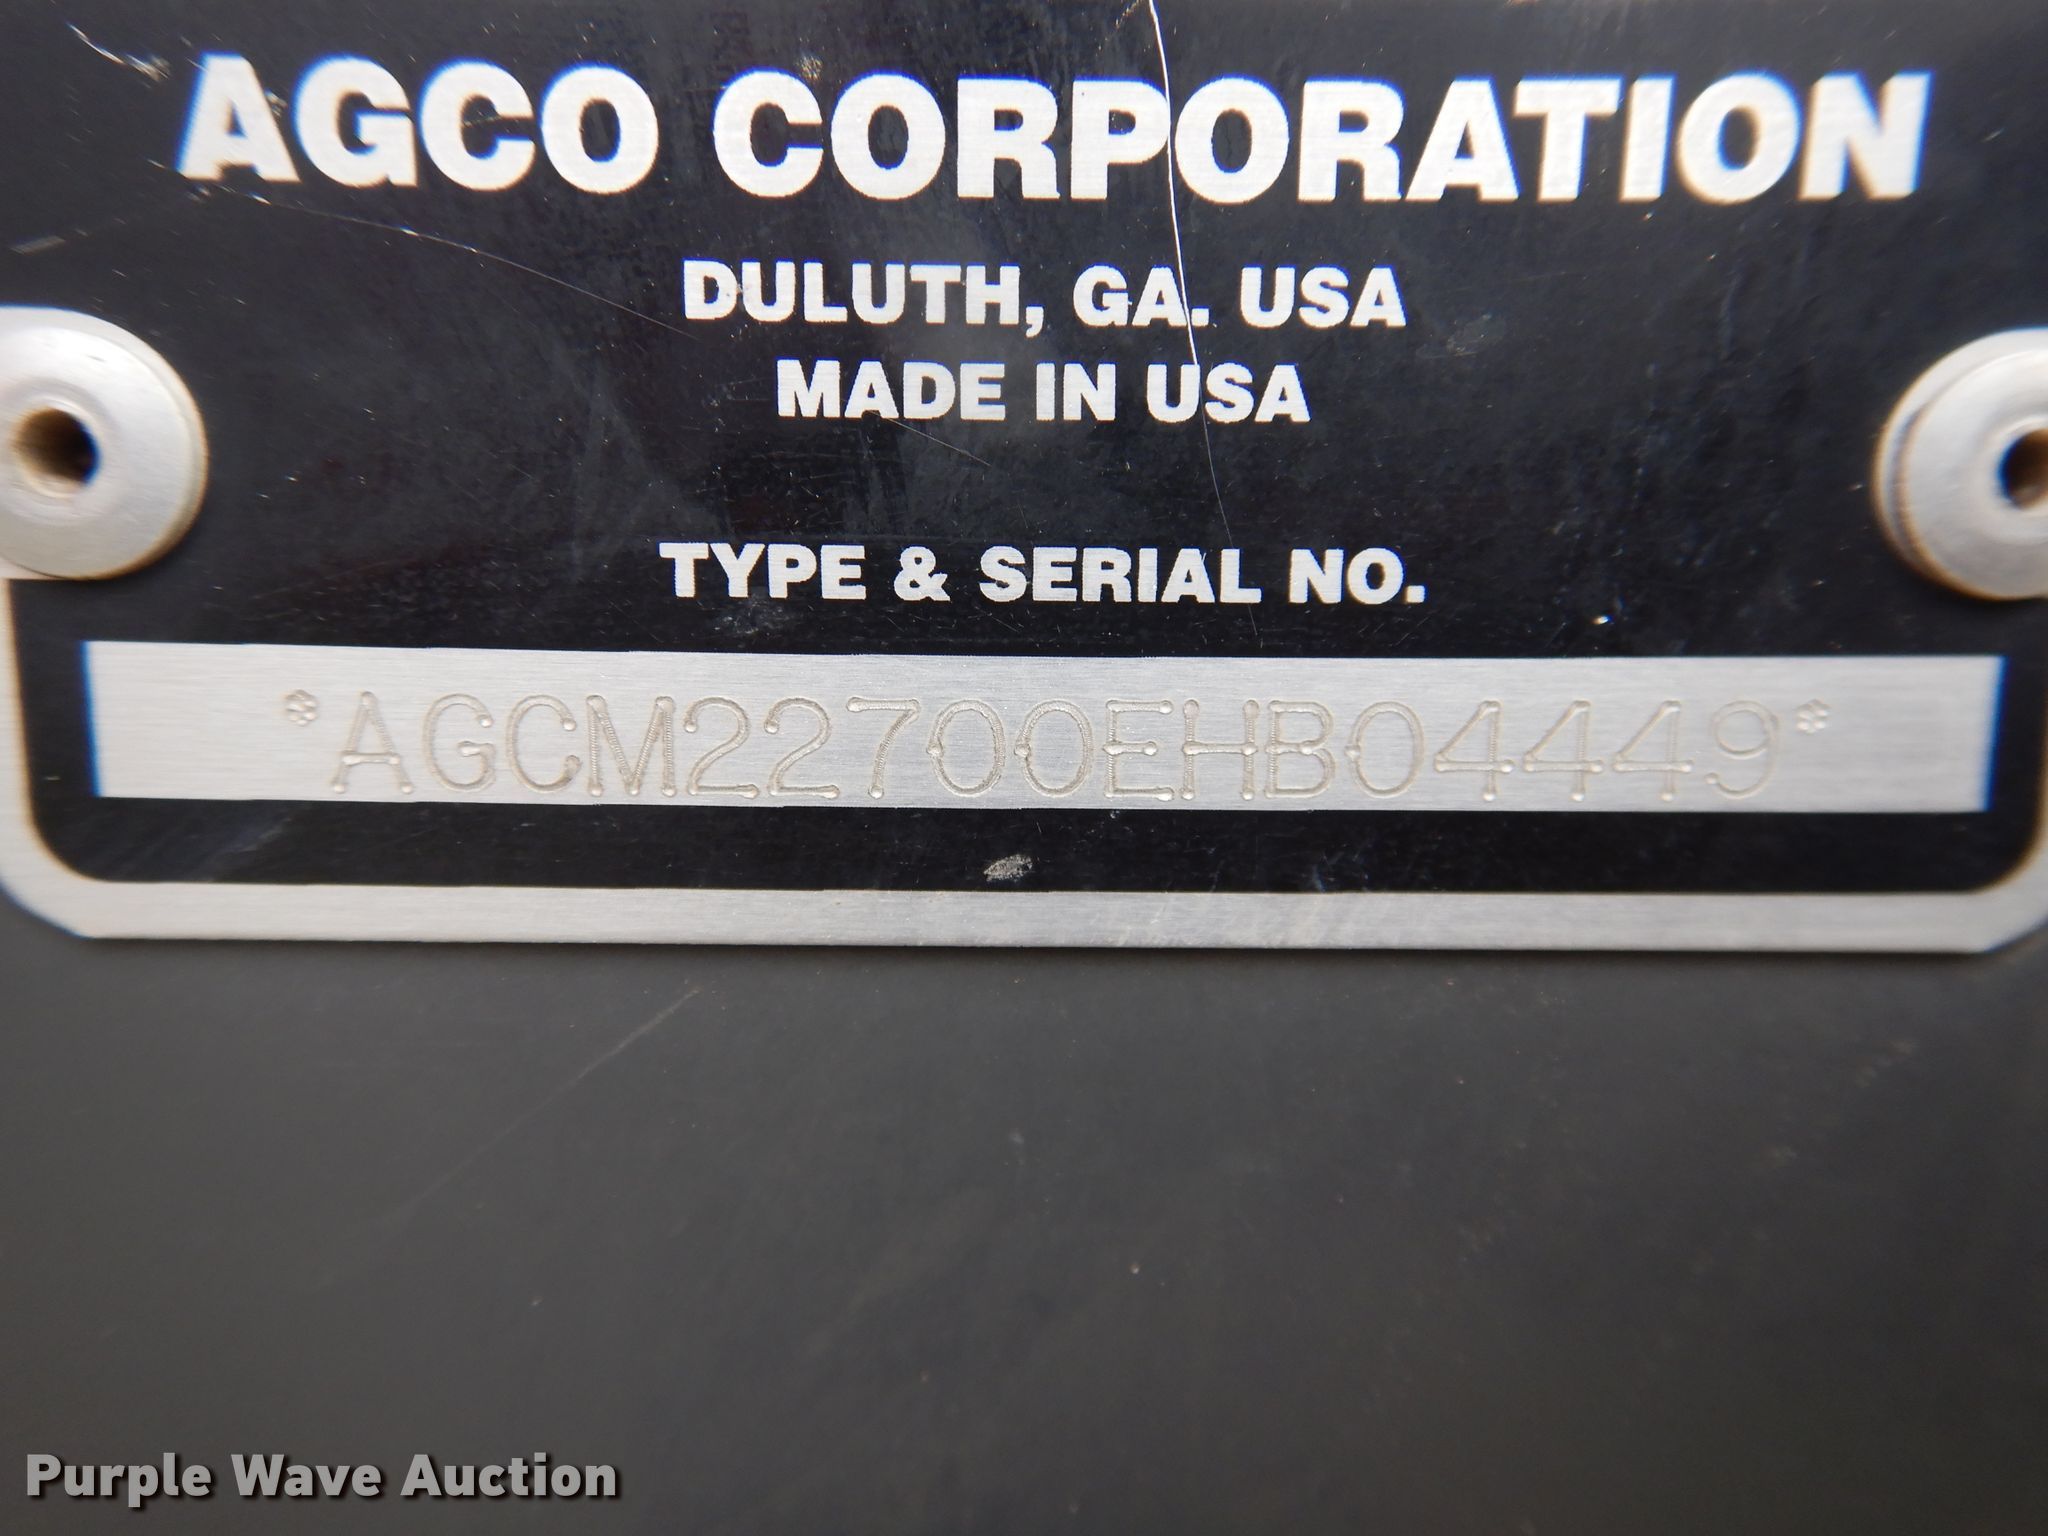 AGCO CORPORATION
DULUTH, GA. USA
MADE IN USA
TYPE & SERIAL NO.
*AGCM22700EHB04449*
Purple Wave Auction